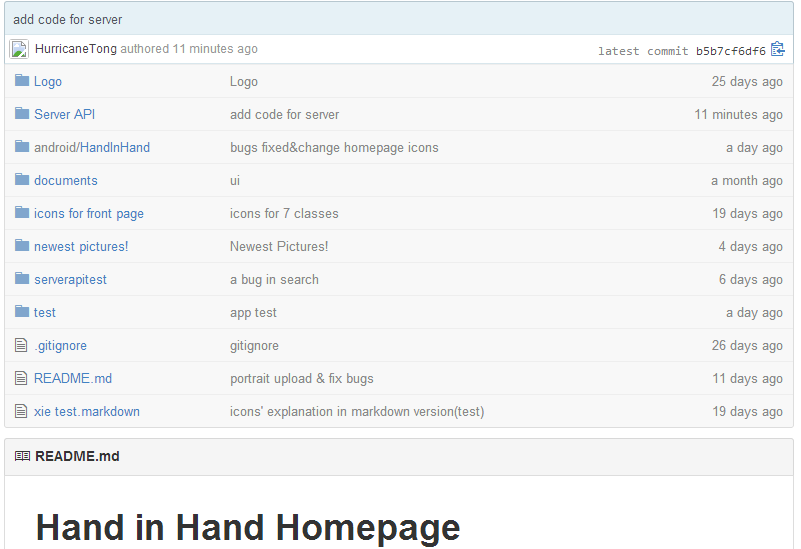 add code for server
HurricaneTong authored 11 minutes ago latest commit b5b7cf6df6
Logo Logo 25 days ago
Server API add code for server 11 minutes ago
android/HandInHand bugs fixed&change homepage icons a day ago
documents ui a month ago
icons for front page icons for 7 classes 19 days ago
newest pictures! Newest Pictures! 4 days ago
serverapitest a bug in search 6 days ago
test app test a day ago
.gitignore gitignore 26 days ago
README.md portrait upload & fix bugs 11 days ago
xie test.markdown icons' explanation in markdown version(test) 19 days ago
README.md
Hand in Hand Homepage